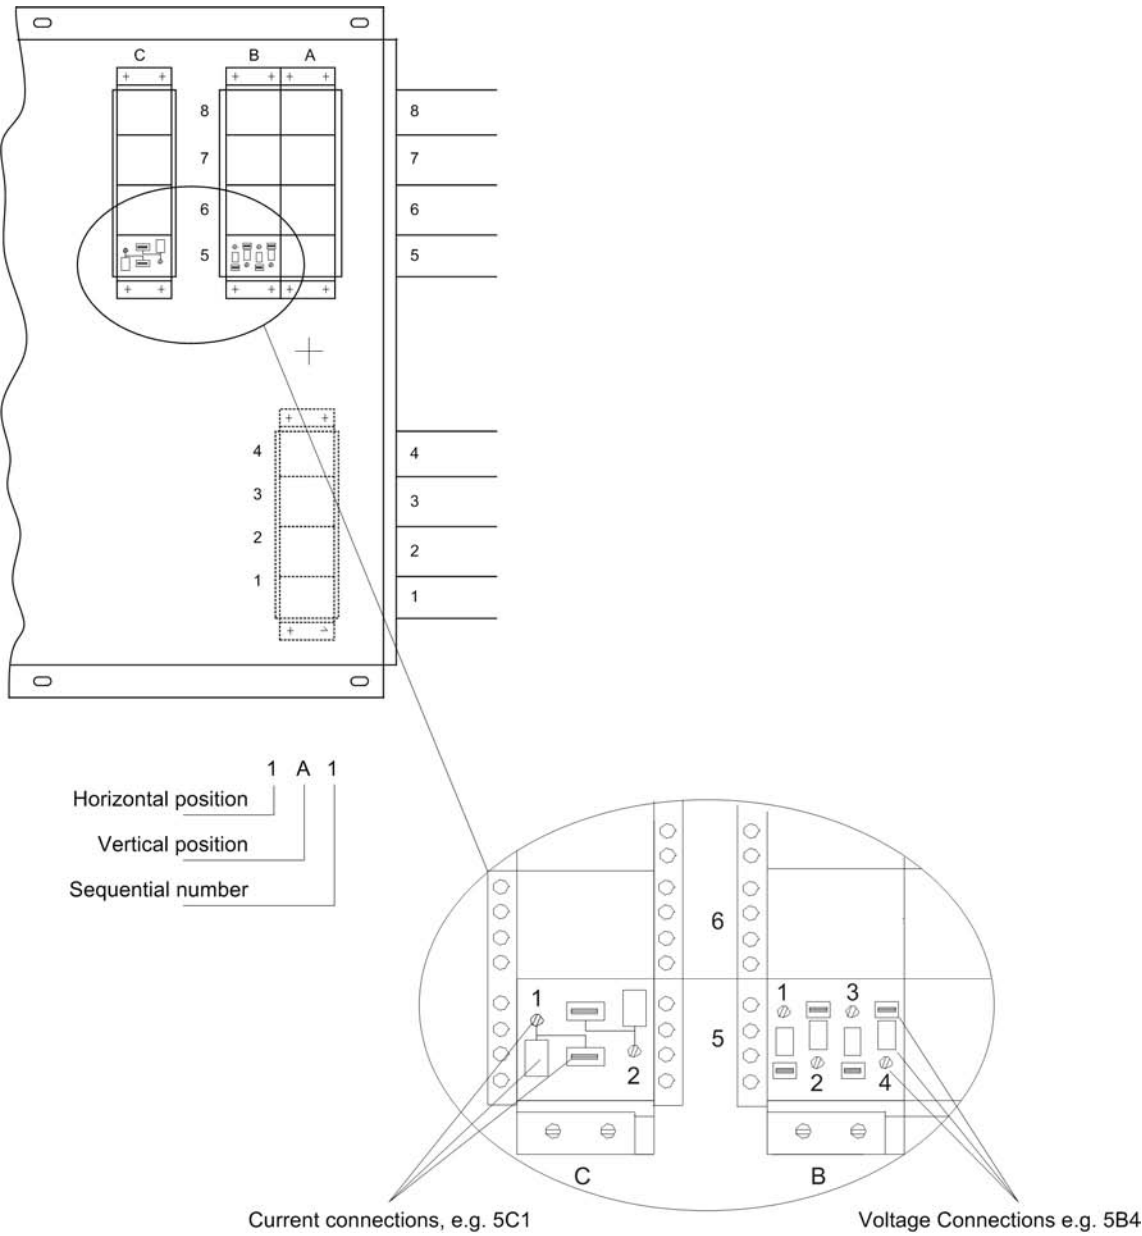 C B A
8 8
7 7
6 6
5 5
4 4
3 3
2 2
1 1
1 A 1
Horizontal position
Vertical position
Sequential number
6
1 1 3
5
2 2 4
C B
Current connections, e.g. 5C1
Voltage Connections e.g. 5B4